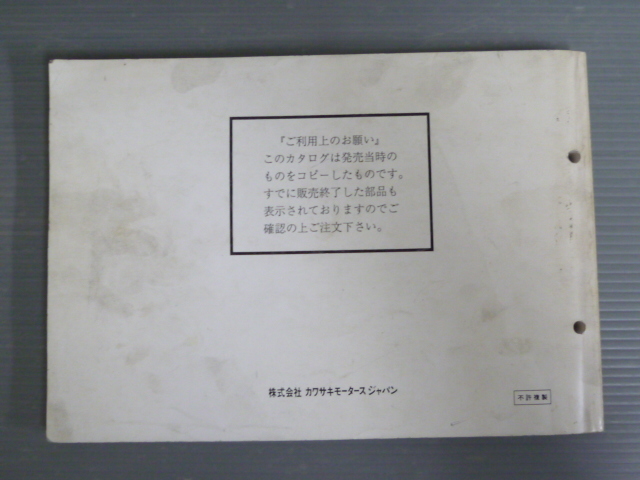 『ご利用上のお願い』
このカタログは発売当時の
ものをコピーしたものです。
すでに販売終了した部品も
表示されておりますのでご
確認の上ご注文下さい。
株式会社 カワサキモータースジャパン
不許複製